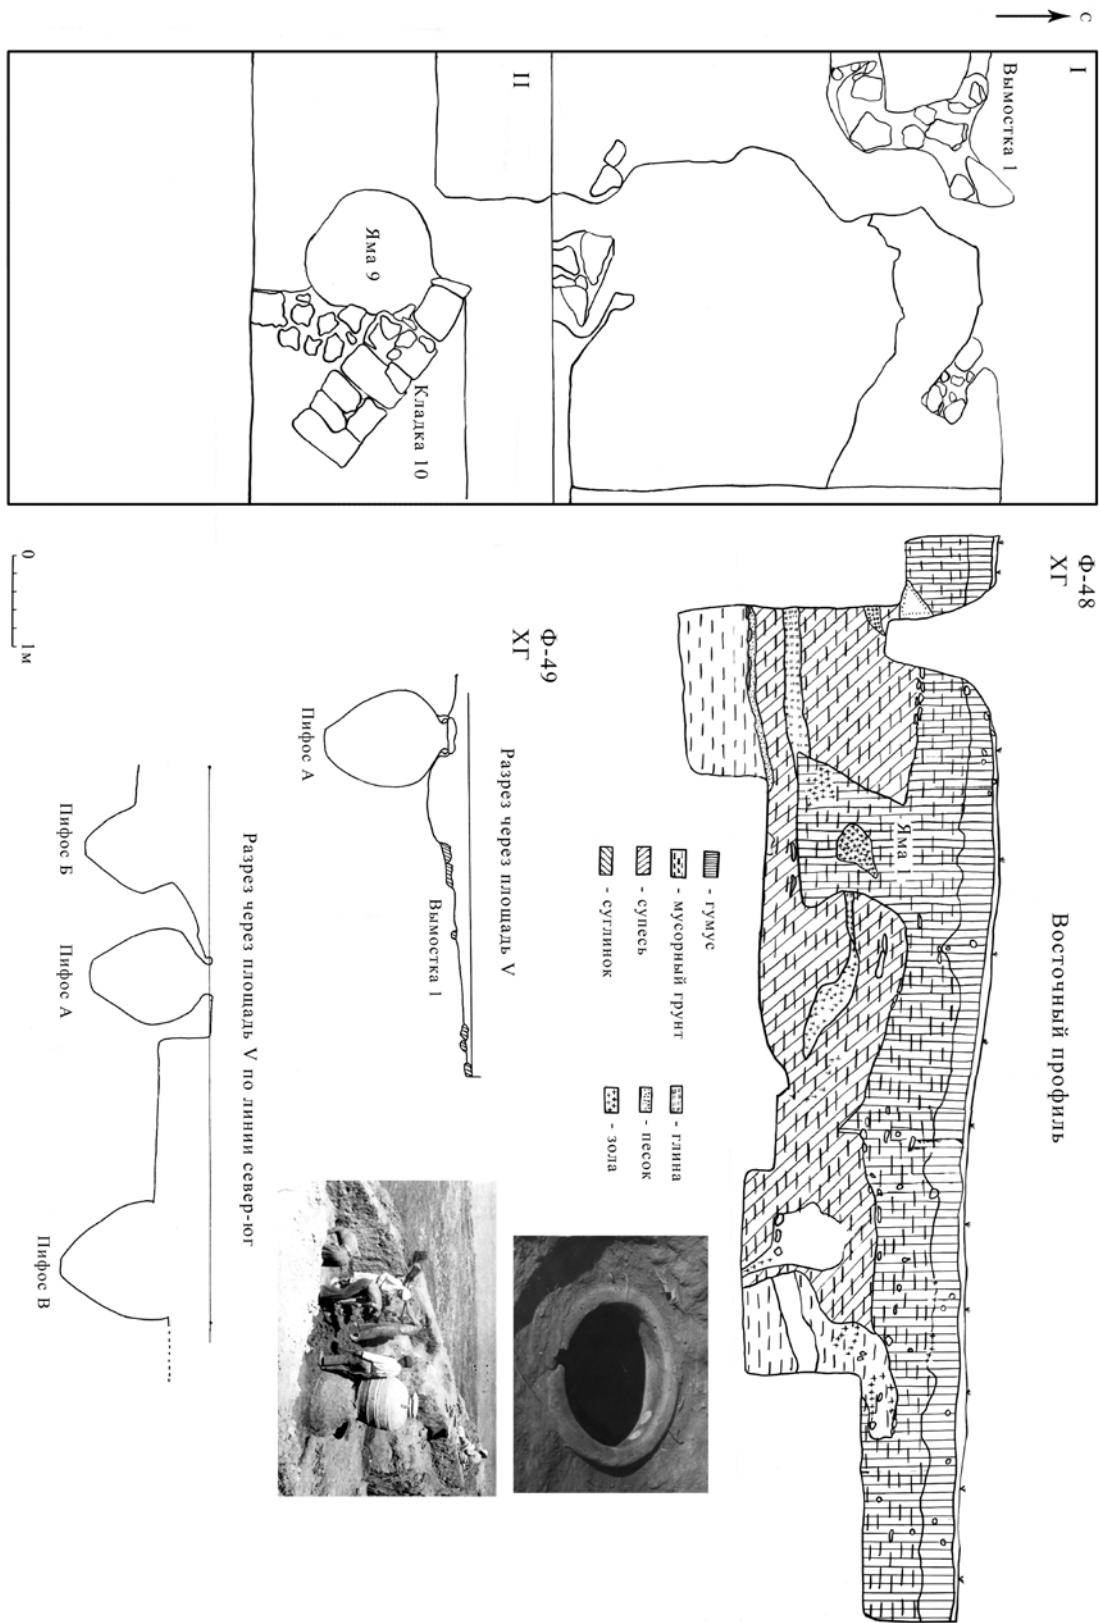 С
I
Вымостка 1
II
Яма 9
Кладка 10
Ф-48
ХГ
Восточный профиль
Яма 1
- гумус
- мусорный грунт
- супесь
- суглинок
- глина
- песок
- зола
Ф-49
ХГ
Разрез через площадь V
Пифос А
Вымостка 1
Разрез через площадь V по линии север-юг
Пифос Б
Пифос А
Пифос В
0
1м